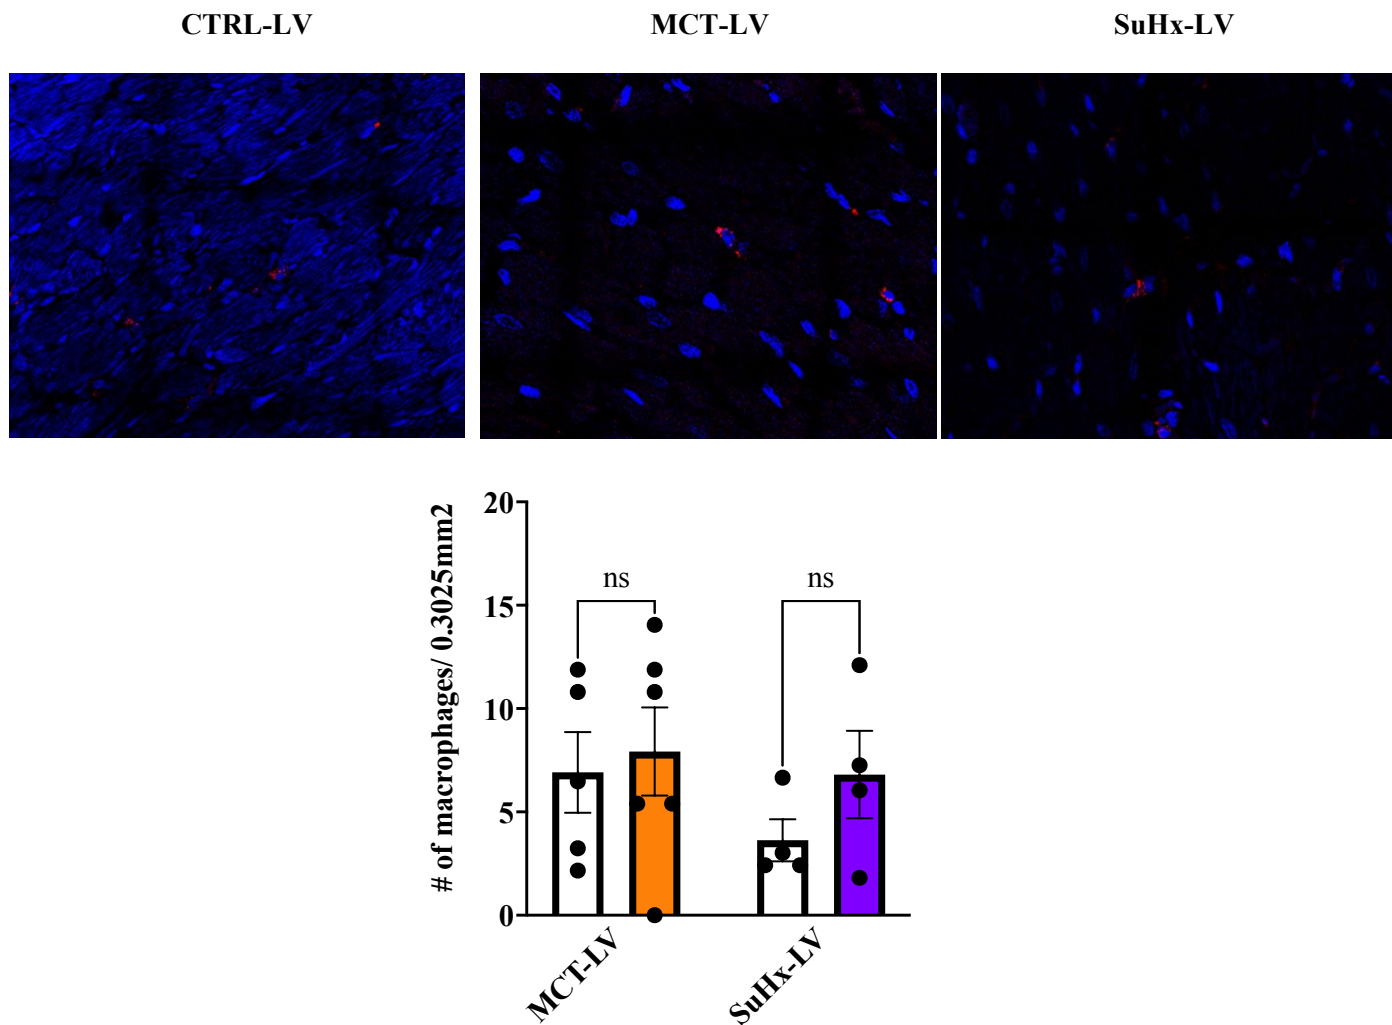 CTRL-LV
MCT-LV
SuHx-LV
# of macrophages/ 0.3025mm2
20
15
10
5
0
ns
ns
MCT-LV
SuHx-LV